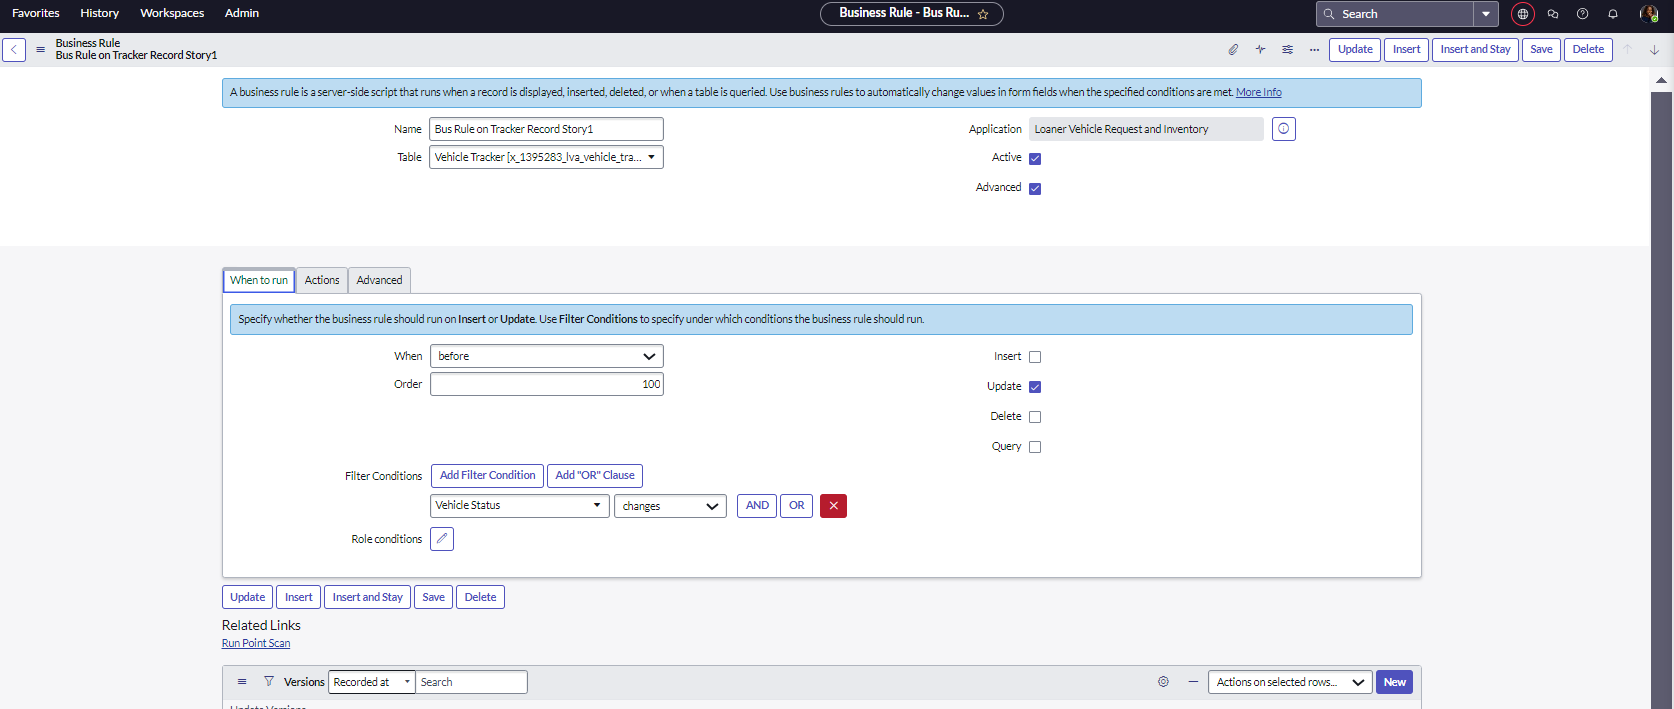 Favorites History Workspaces Admin Business Rule - Bus Ru... Search
Business Rule
Bus Rule on Tracker Record Story1
Update Insert Insert and Stay Save Delete
A business rule is a server-side script that runs when a record is displayed, inserted, deleted, or when a table is queried. Use business rules to automatically change values in form fields when the specified conditions are met. More Info
Name Bus Rule on Tracker Record Story1 Application Loaner Vehicle Request and Inventory
Table Vehicle Tracker [x_1395283_lva_vehicle_tra... Active
Advanced
When to run Actions Advanced
Specify whether the business rule should run on Insert or Update. Use Filter Conditions to specify under which conditions the business rule should run.
When before Insert
Order 100 Update
Delete
Query
Filter Conditions Add Filter Condition Add "OR" Clause
Vehicle Status changes AND OR
Role conditions
Update Insert Insert and Stay Save Delete
Related Links
Run Point Scan
Versions Recorded at Search Actions on selected rows... New
Update Versions